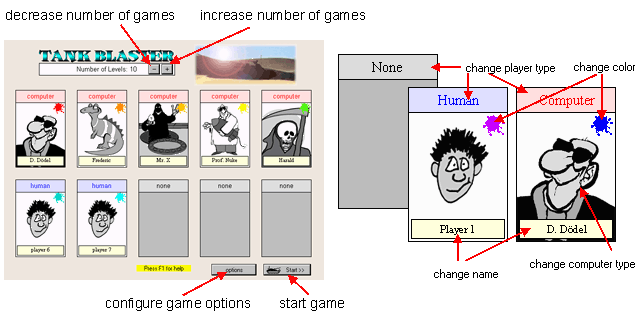 decrease number of games
increase number of games
TANK BLASTER
Number of Levels: 10
-
+
computer
computer
computer
computer
computer
D. Dödel
Frederic
Mr. X
Prof. Nuke
Harald
human
human
none
none
none
player 6
player 7
Press F1 for help
options
Start >>
configure game options
start game
None
change player type
change color
Human
Computer
Player 1
D. Dödel
change name
change computer type